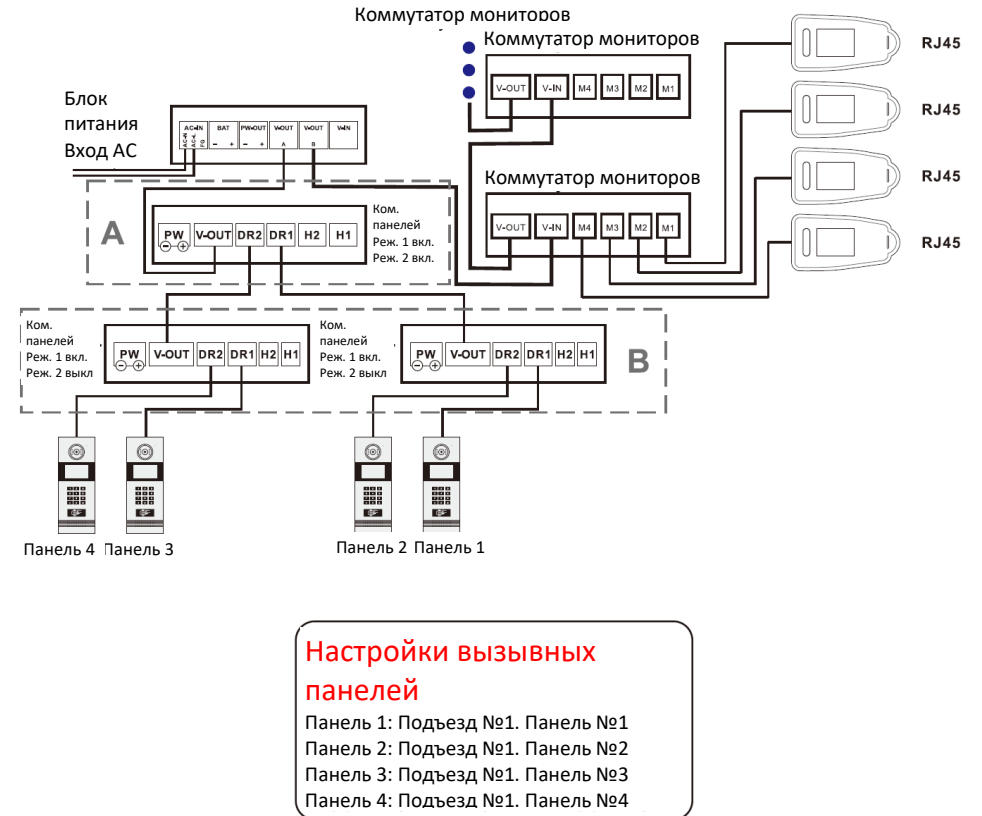 Коммутатор мониторов
Коммутатор мониторов
V-OUT V-IN M4 M3 M2 M1
RJ45
RJ45
RJ45
RJ45
Блок
питания
Вход AC
AC-IN BAT PW-OUT V-OUT V-OUT V-IN
AC-N AC-L FG - + - + A B
Коммутатор мониторов
V-OUT V-IN M4 M3 M2 M1
A
PW V-OUT DR2 DR1 H2 H1
- +
Ком.
панелей
Реж. 1 вкл.
Реж. 2 вкл.
Ком.
панелей
Реж. 1 вкл.
Реж. 2 выкл
PW V-OUT DR2 DR1 H2 H1
- +
Ком.
панелей
Реж. 1 вкл.
Реж. 2 выкл
PW V-OUT DR2 DR1 H2 H1
- +
B
Панель 4 Панель 3
Панель 2 Панель 1
Настройки вызывных
панелей
Панель 1: Подъезд №1. Панель №1
Панель 2: Подъезд №1. Панель №2
Панель 3: Подъезд №1. Панель №3
Панель 4: Подъезд №1. Панель №4